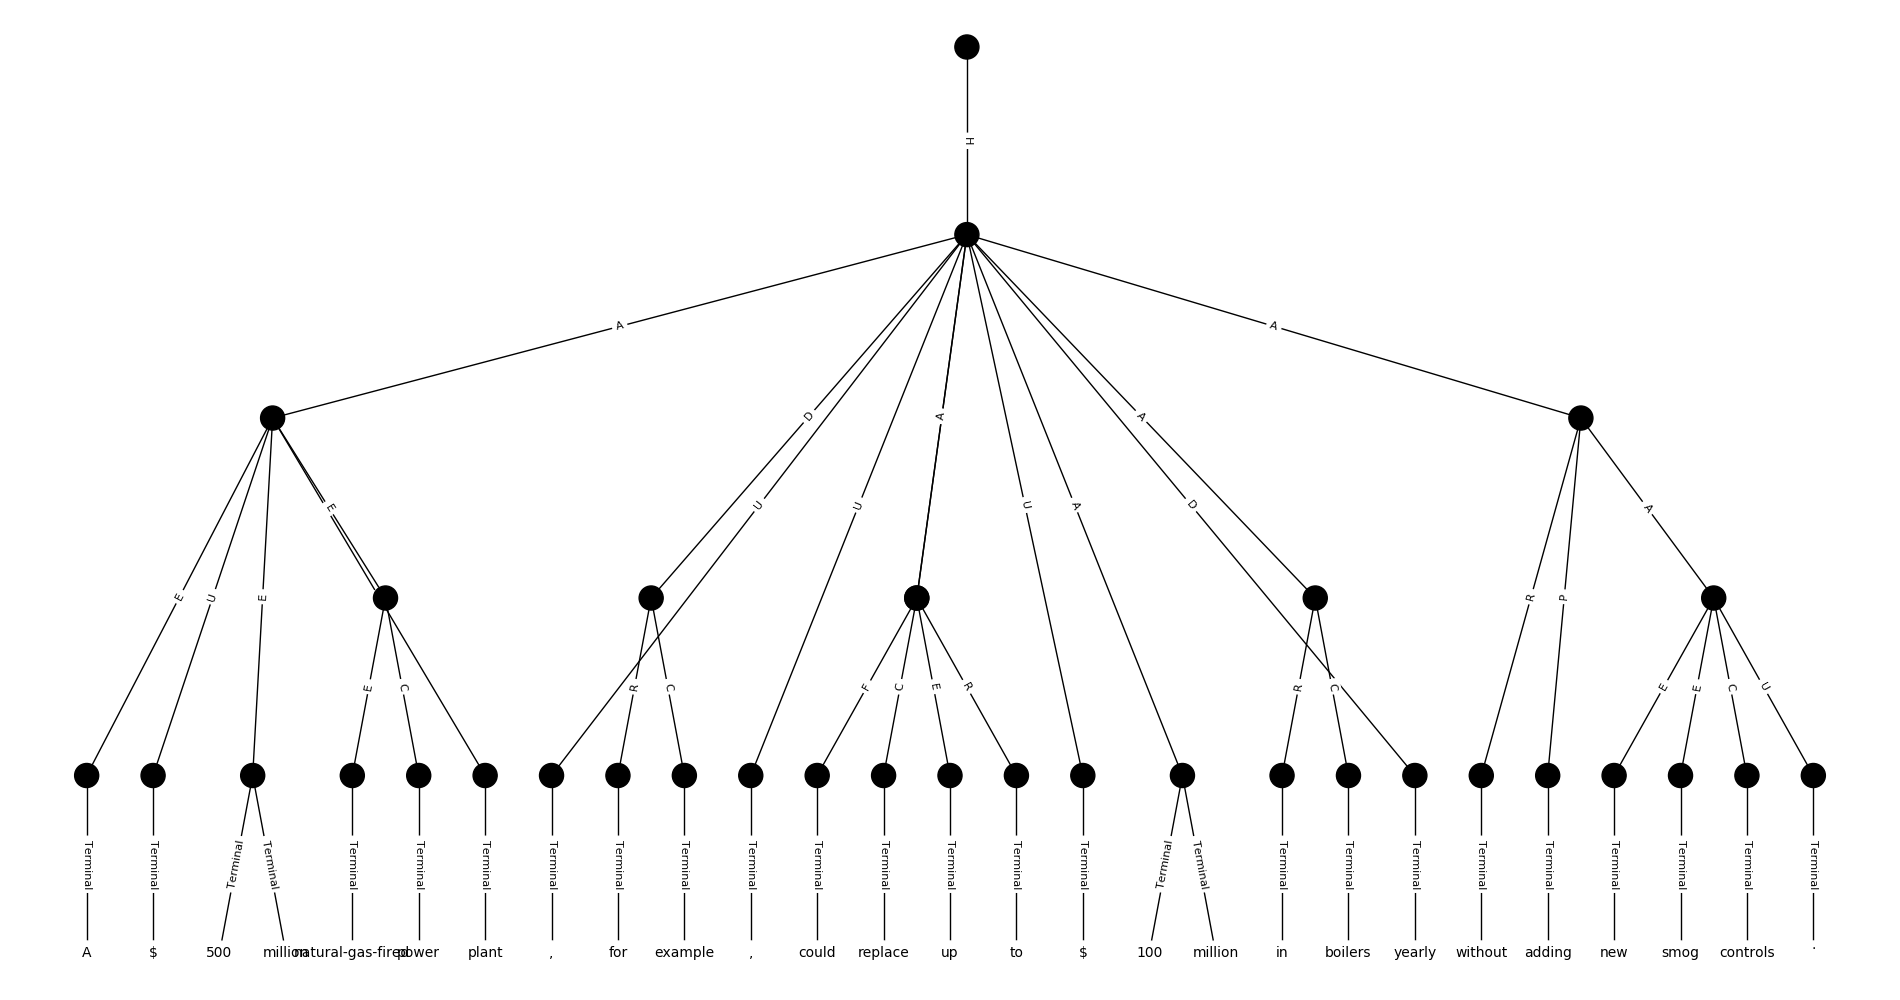 H
A A
D A A
E U U U A D A
E U E R P
E C R C F C E R R C E E C U
Terminal Terminal Terminal Terminal Terminal Terminal Terminal Terminal Terminal Terminal Terminal Terminal Terminal Terminal Terminal Terminal Terminal Terminal Terminal Terminal Terminal Terminal Terminal Terminal Terminal Terminal Terminal
A $ 500 million natural-gas-fired power plant , for example , could replace up to $ 100 million in boilers yearly without adding new smog controls .